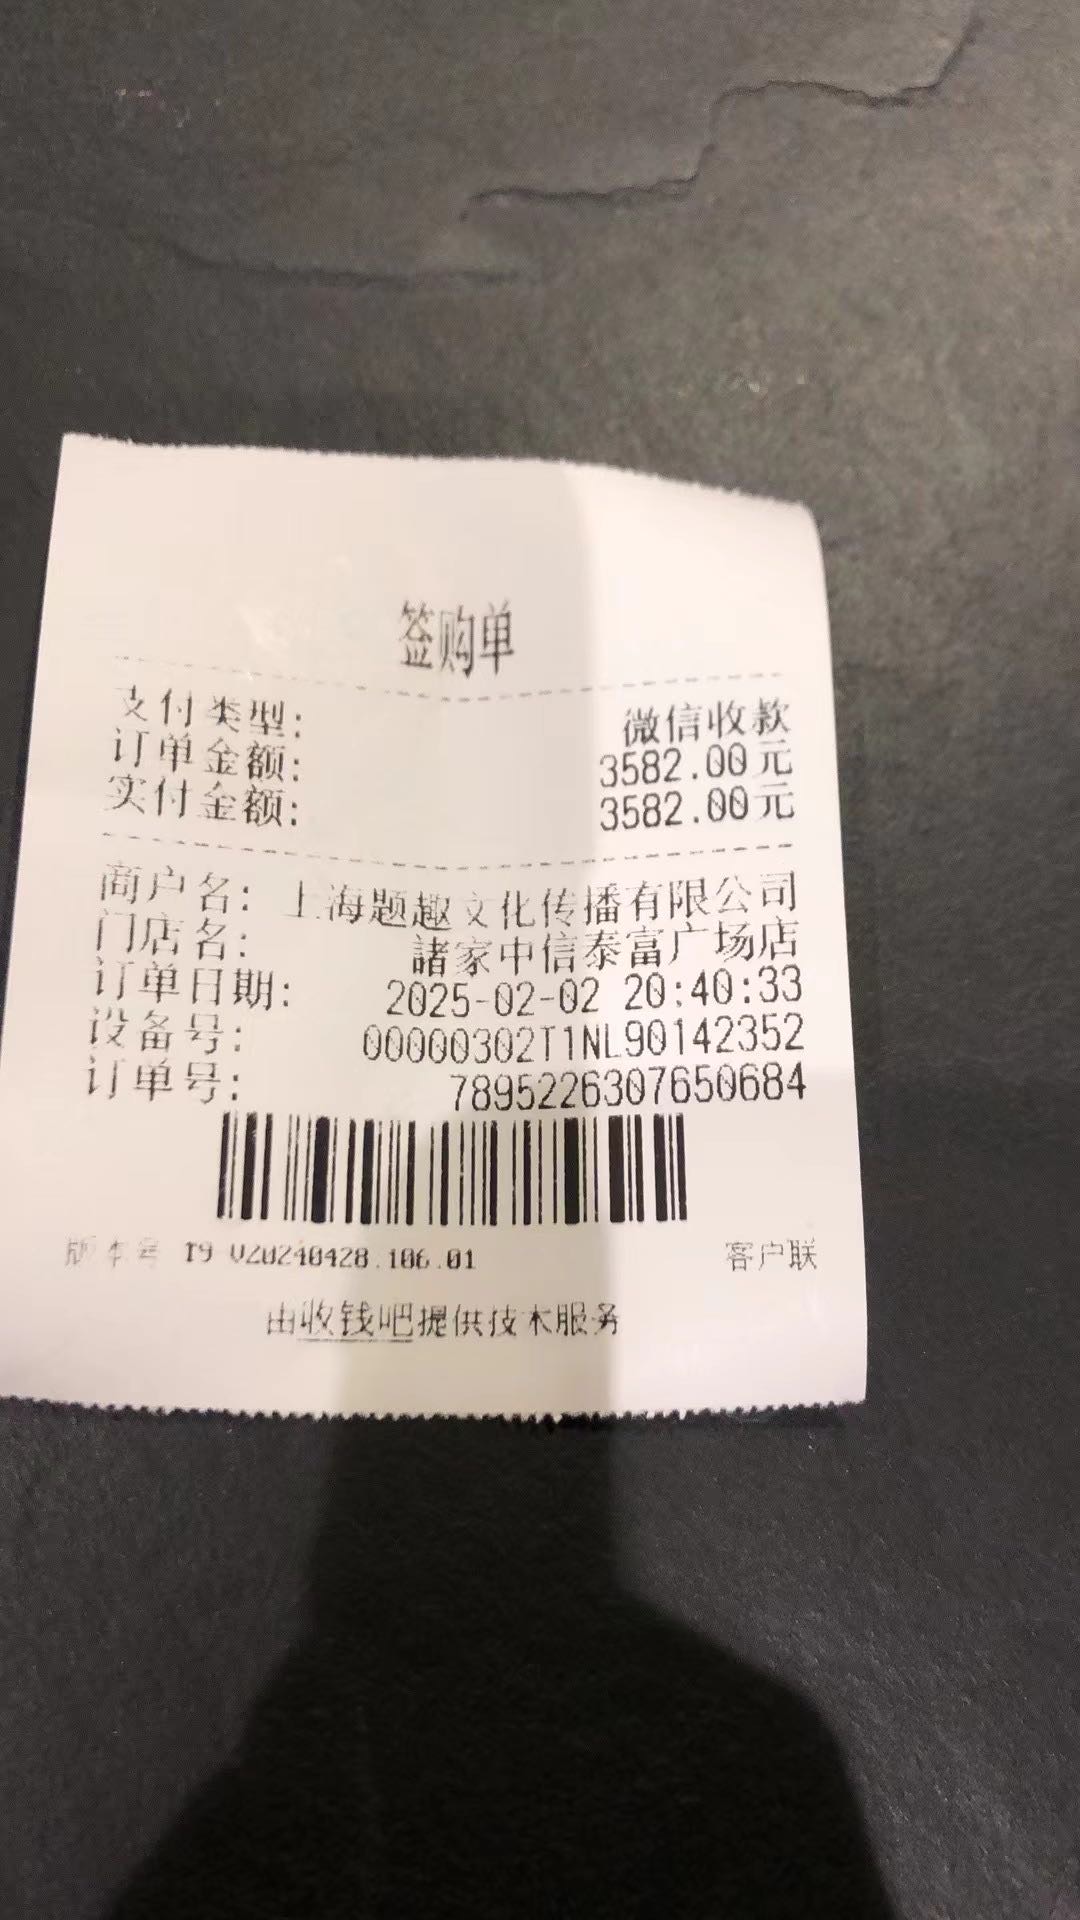 签购单
支付类型: 微信收款
订单金额: 3582.00元
实付金额: 3582.00元
商户名: 上海题趣文化传播有限公司
门店名: 諸家中信泰富广场店
订单日期: 2025-02-02 20:40:33
设备号: 00000302T1NL90142352
订单号: 7895226307650684
版本号 T9 V20240428.106.01 客户联
由收钱吧提供技术服务